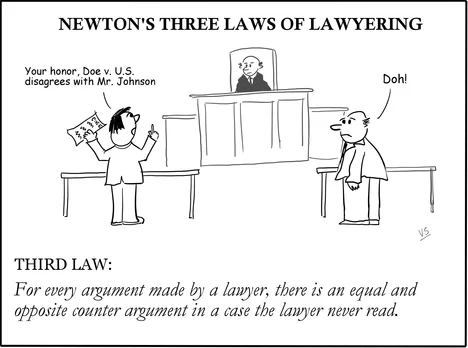 NEWTON'S THREE LAWS OF LAWYERING
Your honor, Doe v. U.S.
disagrees with Mr. Johnson
Doh!
VS
THIRD LAW:
For every argument made by a lawyer, there is an equal and
opposite counter argument in a case the lawyer never read.